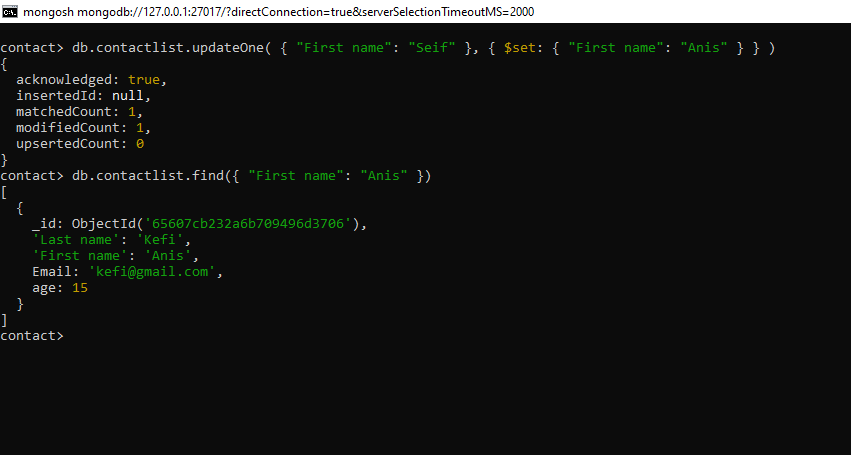 mongosh mongodb://127.0.0.1:27017/?directConnection=true&serverSelectionTimeoutMS=2000
contact> db.contactlist.updateOne( { "First name": "Seif" }, { $set: { "First name": "Anis" } } )
{
  acknowledged: true,
  insertedId: null,
  matchedCount: 1,
  modifiedCount: 1,
  upsertedCount: 0
}
contact> db.contactlist.find({ "First name": "Anis" })
[
  {
    _id: ObjectId('65607cb232a6b709496d3706'),
    'Last name': 'Kefi',
    'First name': 'Anis',
    Email: 'kefi@gmail.com',
    age: 15
  }
]
contact>